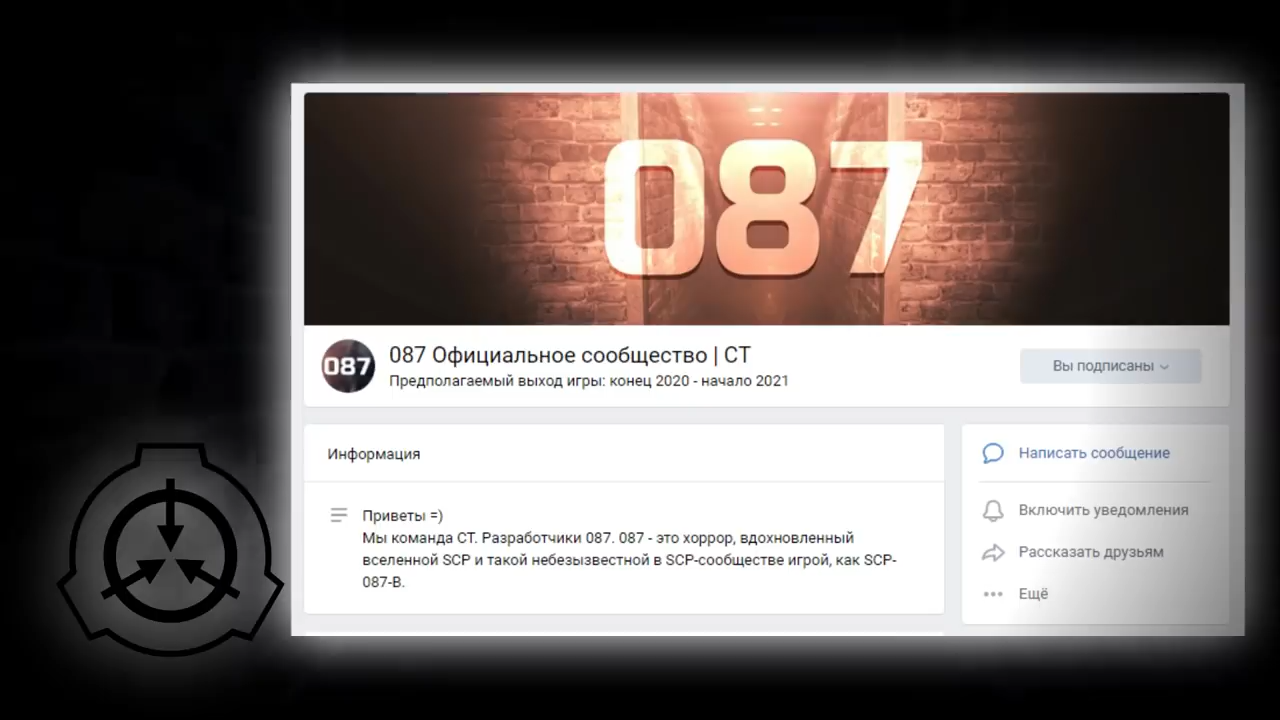 087
087
087 Официальное сообщество | CT
Предполагаемый выход игры: конец 2020 - начало 2021
Вы подписаны
Информация
Приветы =)
Мы команда CT. Разработчики 087. 087 - это хоррор, вдохновленный
вселенной SCP и такой небезызвестной в SCP-сообществе игрой, как SCP-
087-B.
Написать сообщение
Включить уведомления
Рассказать друзьям
Ещё